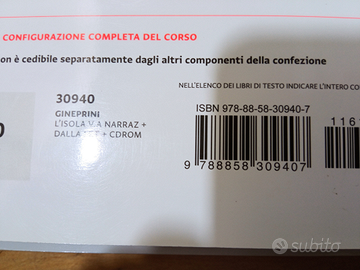 CONFIGURAZIONE COMPLETA DEL CORSO
on è cedibile separatamente dagli altri componenti della confezione
NELL'ELENCO DEI LIBRI DI TESTO INDICARE L'INTERO CO
30940
GINEPRINI
L'ISOLA A NARRAZ +
DALLA + CDROM
ISBN 978-88-58-30940-7
9 788858 309407
116
subito